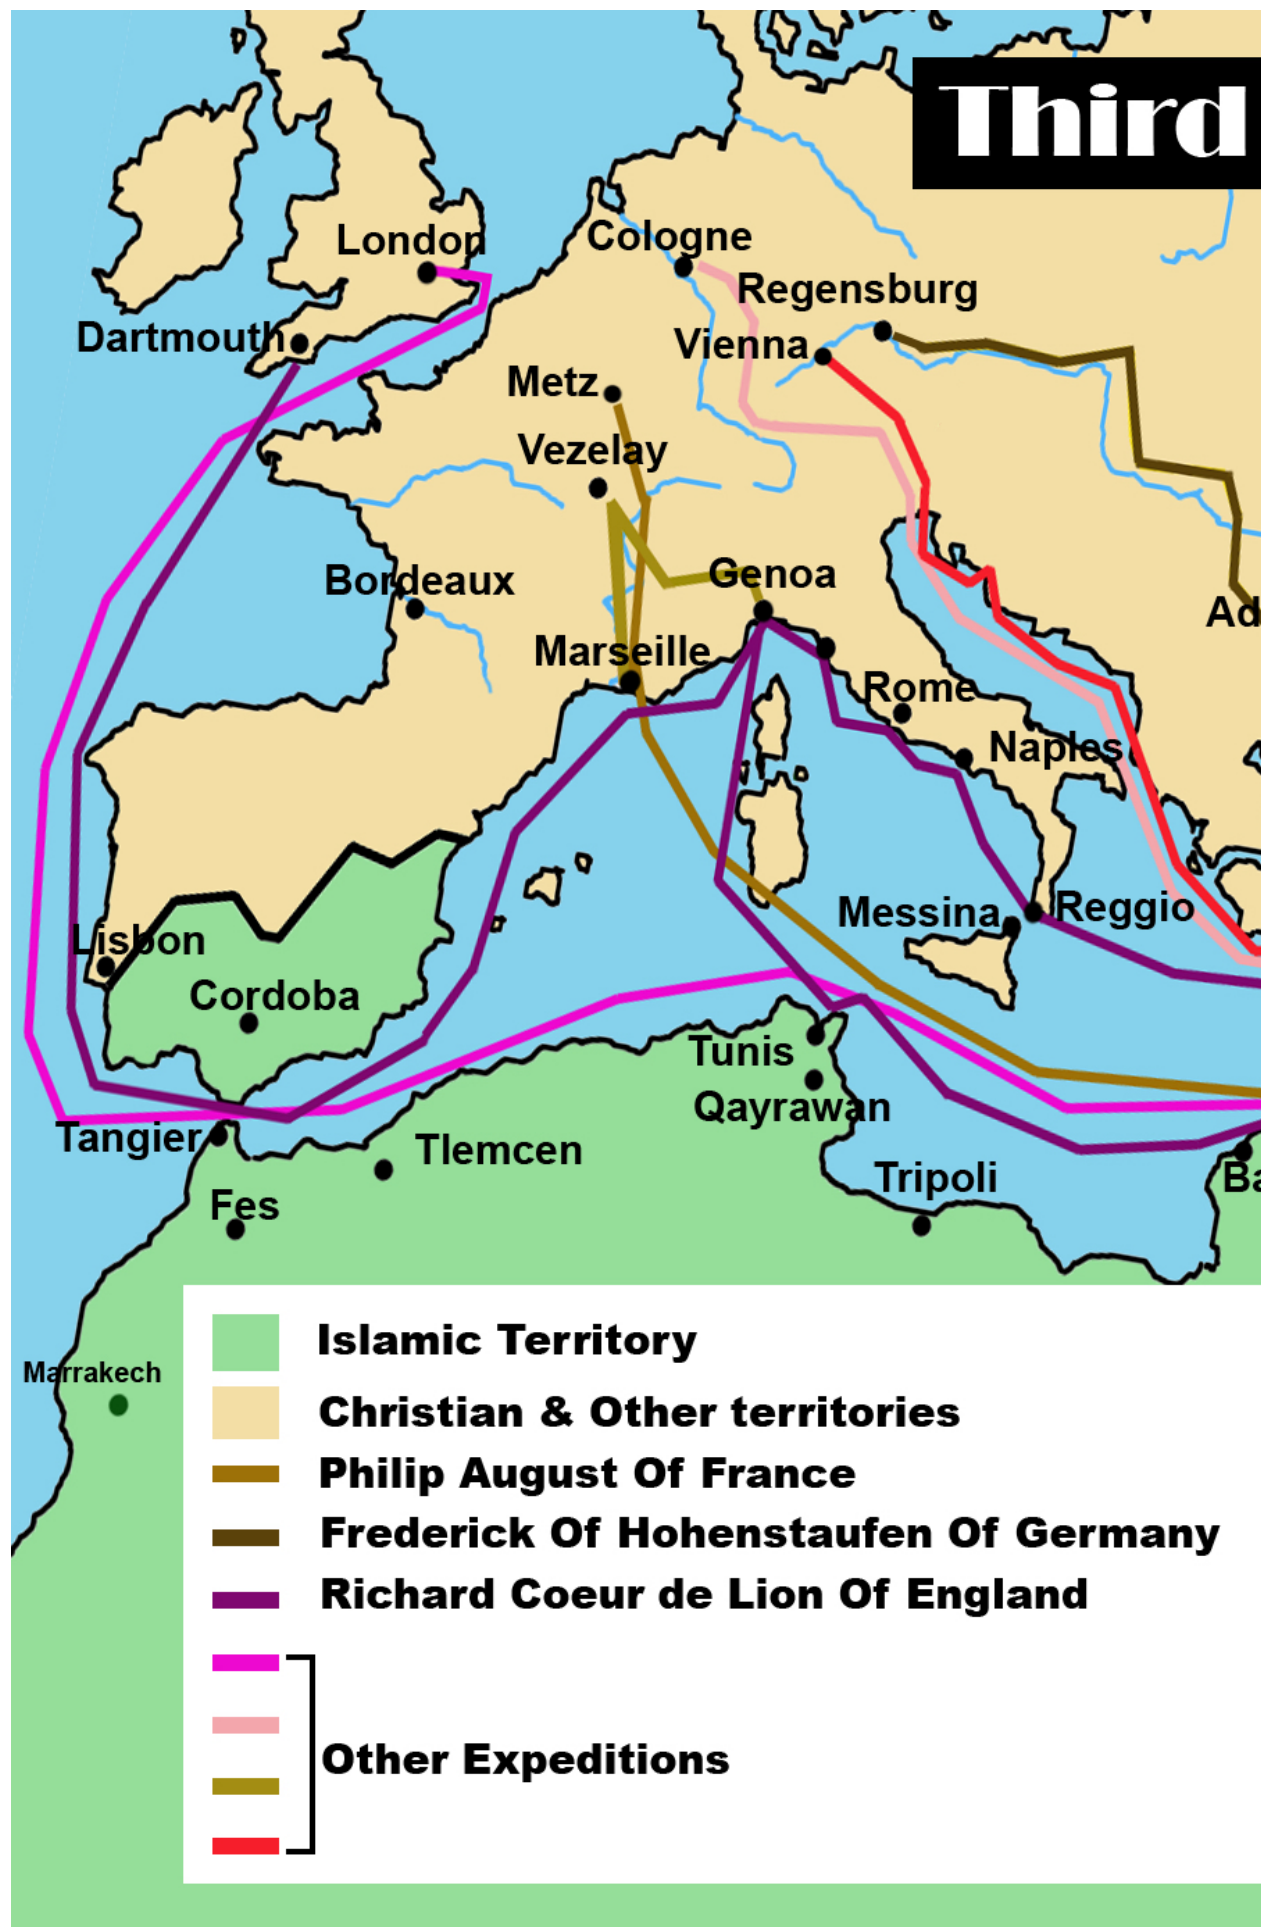 Third
London
Cologne
Regensburg
Dartmouth
Vienna
Metz
Vezelay
Bordeaux
Genoa
Ad
Marseille
Rome
Naples
Messina
Reggio
Lisbon
Cordoba
Tunis
Qayrawan
Tangier
Tlemcen
Tripoli
Ba
Fes
Marrakech
Islamic Territory
Christian & Other territories
Philip August Of France
Frederick Of Hohenstaufen Of Germany
Richard Coeur de Lion Of England
Other Expeditions